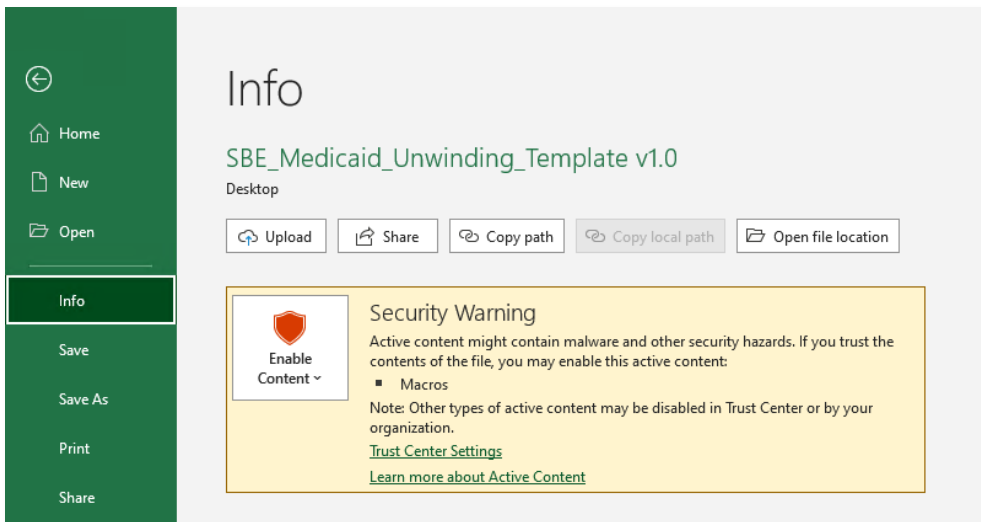 Home
New
Open
Info
Save
Save As
Print
Share
Info
SBE_Medicaid_Unwinding_Template v1.0
Desktop
Upload
Share
Copy path
Copy local path
Open file location
Enable
Content
Security Warning
Active content might contain malware and other security hazards. If you trust the
contents of the file, you may enable this active content:
▪ Macros
Note: Other types of active content may be disabled in Trust Center or by your
organization.
Trust Center Settings
Learn more about Active Content